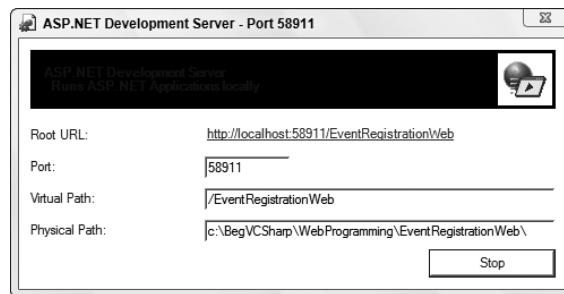 ASP.NET Development Server - Port 58911
ASP.NET Development Server
Runs ASP.NET Applications locally
Root URL: http://localhost:58911/EventRegistrationWeb
Port: 58911
Virtual Path: /EventRegistrationWeb
Physical Path: c:\BegVCSharp\WebProgramming\EventRegistrationWeb\
Stop